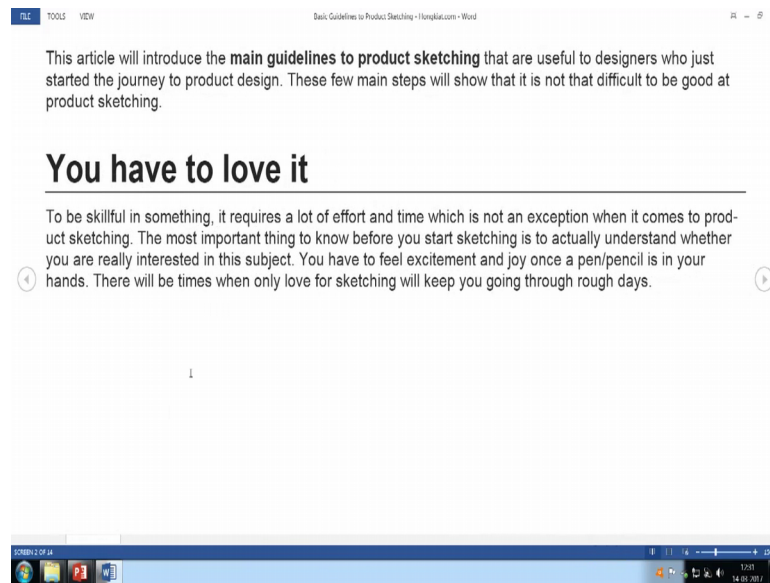 FILE TOOLS VIEW Basic Guidelines to Product Sketching - Hongkiat.com - Word
This article will introduce the main guidelines to product sketching that are useful to designers who just
started the journey to product design. These few main steps will show that it is not that difficult to be good at
product sketching.
You have to love it
To be skillful in something, it requires a lot of effort and time which is not an exception when it comes to prod-
uct sketching. The most important thing to know before you start sketching is to actually understand whether
you are really interested in this subject. You have to feel excitement and joy once a pen/pencil is in your
hands. There will be times when only love for sketching will keep you going through rough days.
SCREEN 2 OF 14
12:31
14-03-2017